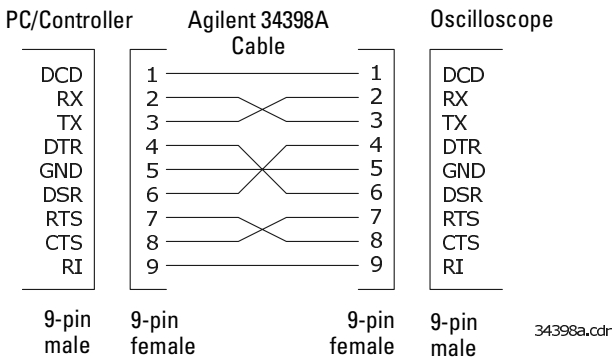 PC/Controller Agilent 34398A Oscilloscope
Cable
DCD 1 1 DCD
RX 2 2 RX
TX 3 3 TX
DTR 4 4 DTR
GND 5 5 GND
DSR 6 6 DSR
RTS 7 7 RTS
CTS 8 8 CTS
RI 9 9 RI
9-pin 9-pin 9-pin 9-pin 34398a.cdr
male female female male